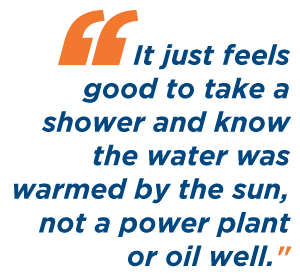 “It just feels
good to take a
shower and know
the water was
warmed by the sun,
not a power plant
or oil well."